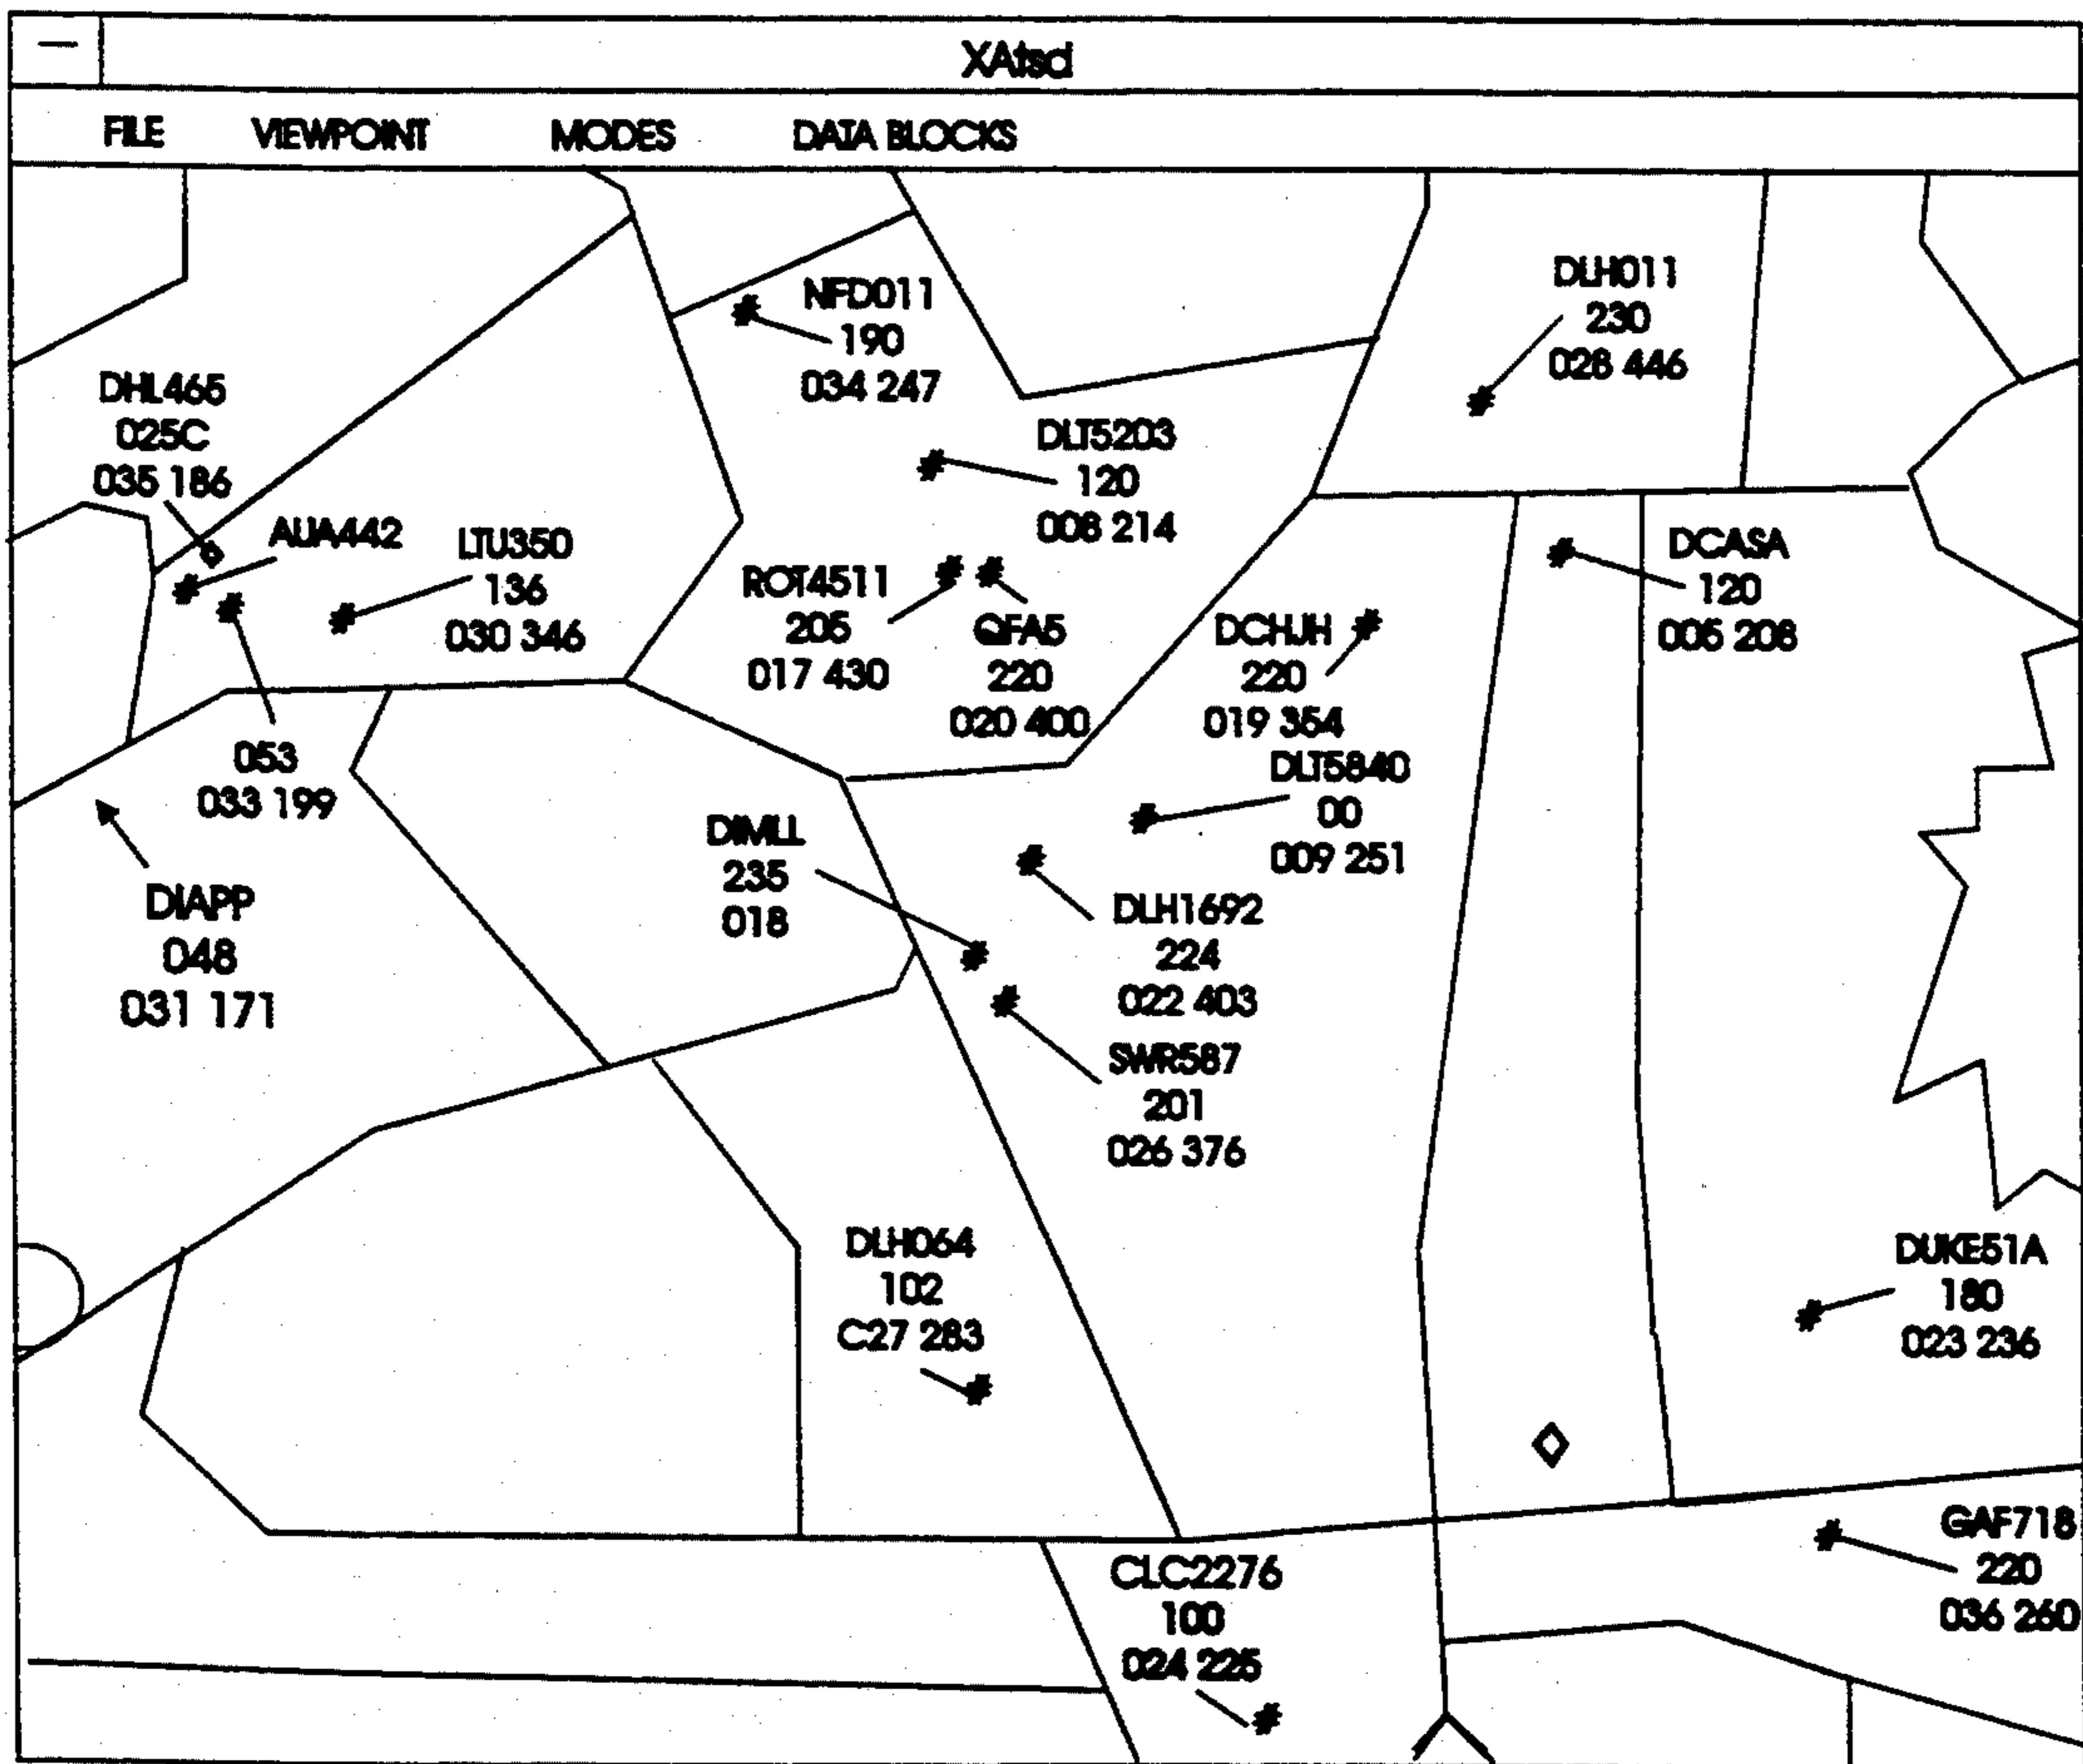 XAtsd
FILE VIEWPOINT MODES DATA BLOCKS
NFD011
190
034 247
DLH011
230
028 446
DHL465
025C
035 186
DLT5203
120
008 214
AUA442
LTU350
136
030 346
ROT4511
205
017 430
QFA5
220
020 400
DCHJH
220
019 354
DCASA
120
005 208
053
033 199
DLT5840
00
009 251
DIMLL
235
018
DIAPP
048
031 171
DLH1692
224
022 403
SWR587
201
026 376
DLH064
102
C27 283
DUKE51A
180
023 236
CLC2276
100
024 225
GAF718
220
036 260